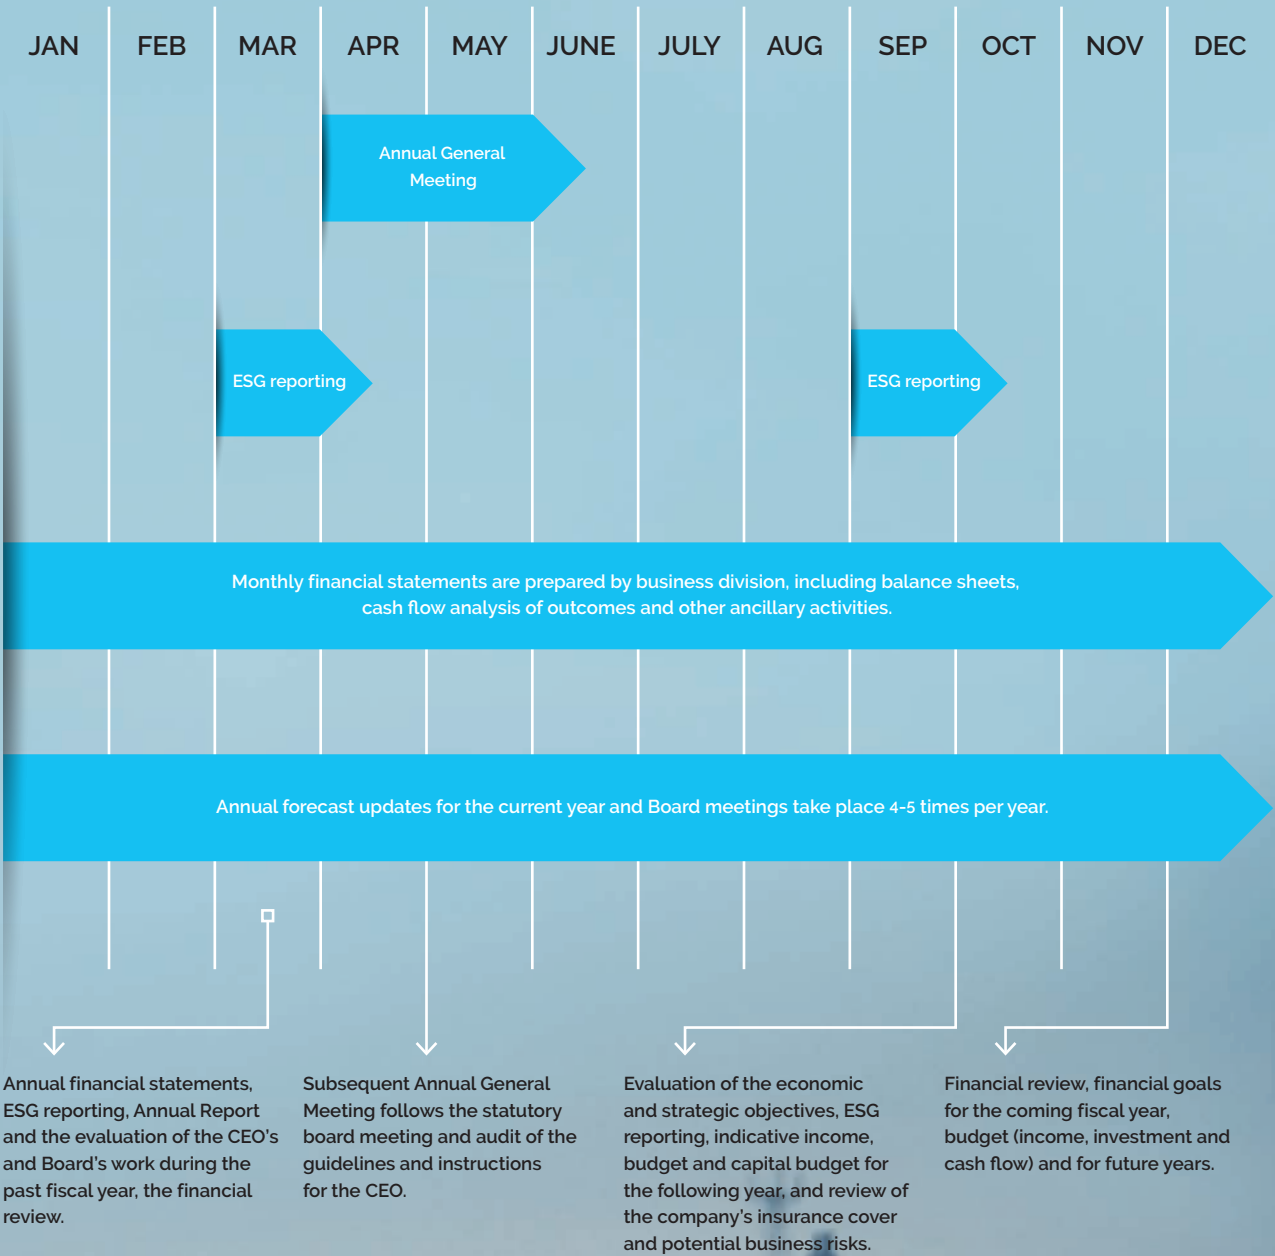 JAN FEB MAR APR MAY JUNE JULY AUG SEP OCT NOV DEC
Annual General
Meeting
ESG reporting
ESG reporting
Monthly financial statements are prepared by business division, including balance sheets,
cash flow analysis of outcomes and other ancillary activities.
Annual forecast updates for the current year and Board meetings take place 4-5 times per year.
Annual financial statements,
ESG reporting, Annual Report
and the evaluation of the CEO's
and Board's work during the
past fiscal year, the financial
review.
Subsequent Annual General
Meeting follows the statutory
board meeting and audit of the
guidelines and instructions
for the CEO.
Evaluation of the economic
and strategic objectives, ESG
reporting, indicative income,
budget and capital budget for
the following year, and review of
the company's insurance cover
and potential business risks.
Financial review, financial goals
for the coming fiscal year,
budget (income, investment and
cash flow) and for future years.